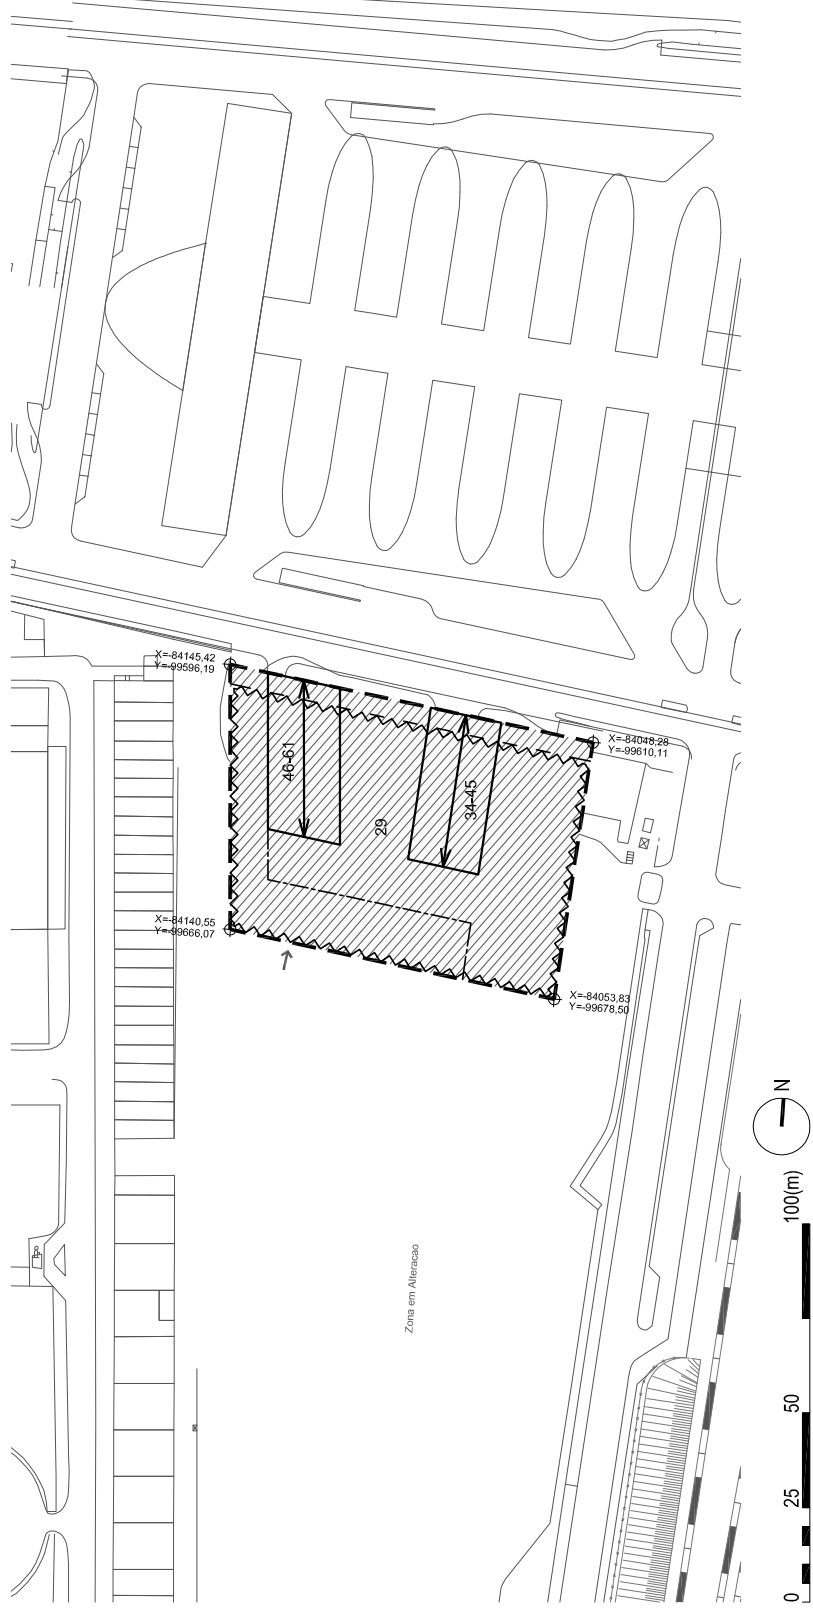 X=-84145,42
Y=-99596,19
X=-84048,28
Y=-99610,11
46-61
34-45
29
X=-84140,55
Y=-99666,07
X=-84053,83
Y=-99678,50
N
Zona em Alteracao
0
25
50
100(m)